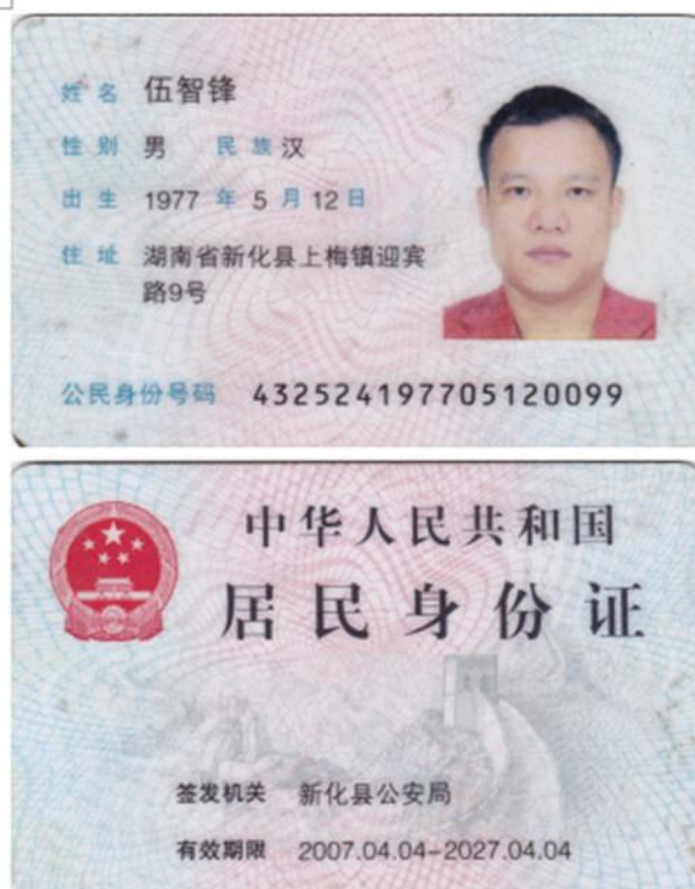 姓名 伍智锋
性别 男 民族 汉
出生 1977 年 5 月 12 日
住址 湖南省新化县上梅镇迎宾
路9号
公民身份号码 432524197705120099
中华人民共和国
居民身份证
签发机关 新化县公安局
有效期限 2007.04.04-2027.04.04